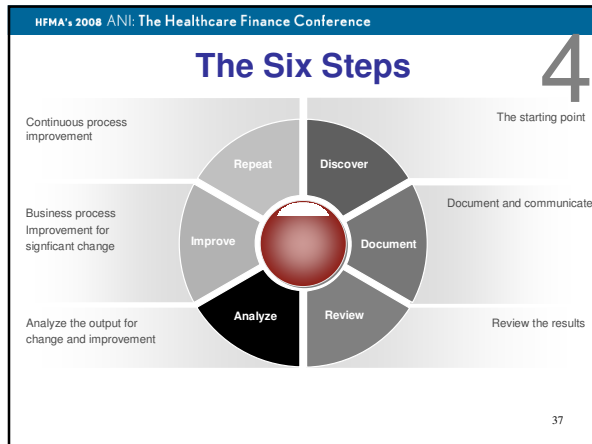 HFMA's 2008 ANI: The Healthcare Finance Conference
The Six Steps
4
Continuous process
improvement
The starting point
Repeat
Discover
Business process
Improvement for
signficant change
Document and communicate
Improve
Document
Analyze the output for
change and improvement
Analyze
Review
Review the results
37